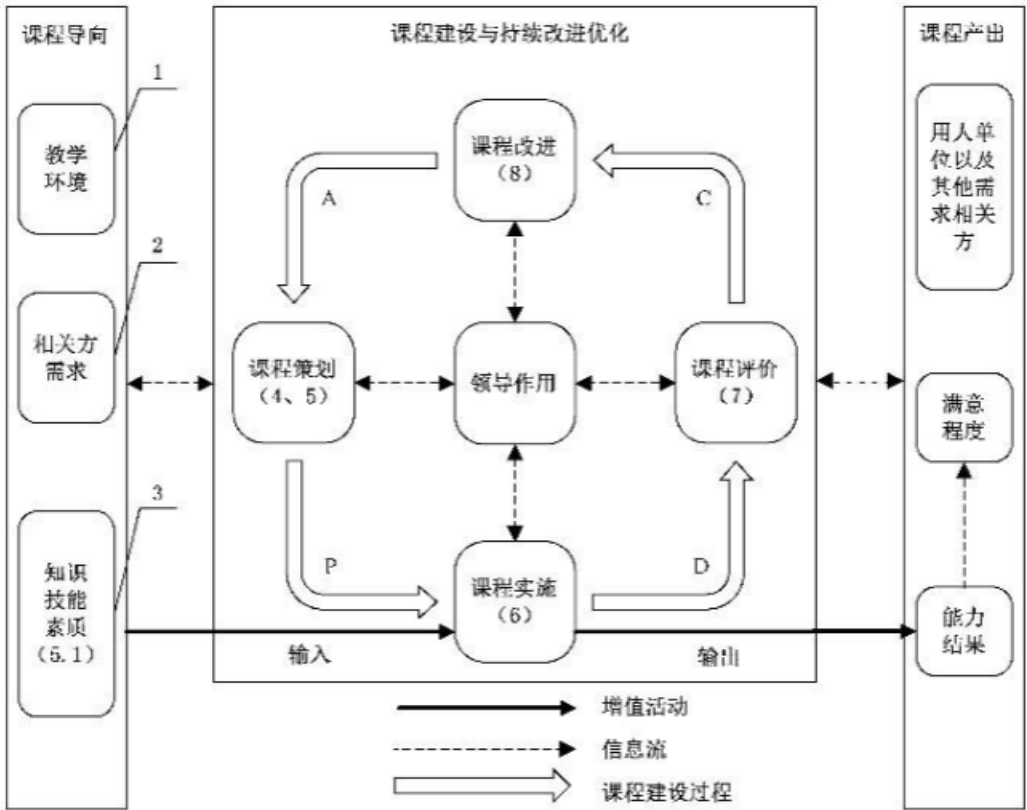 课程导向
1
教学
环境
2
相关方
需求
3
知识
技能
素质
(5.1)
课程建设与持续改进优化
课程改进
(8)
A
C
课程策划
(4、5)
领导作用
课程评价
(7)
P
D
课程实施
(6)
输入
输出
课程产出
用人单
位以及
其他需
求相关
方
满意
程度
能力
结果
增值活动
信息流
课程建设过程